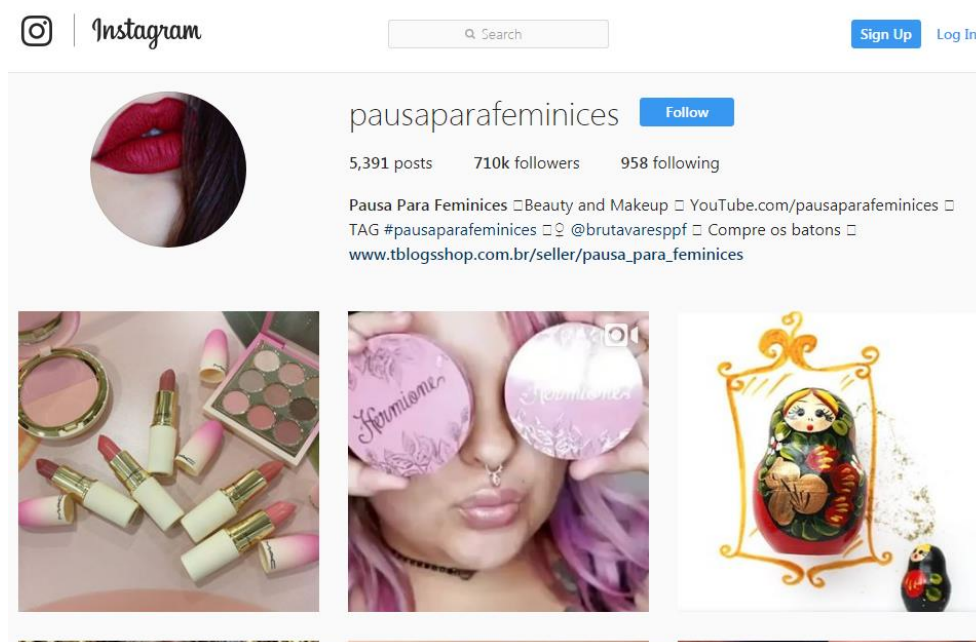 Instagram
Search
Sign Up
Log In
pausaparafeminices
Follow
5,391 posts 710k followers 958 following
Pausa Para Feminices □Beauty and Makeup □ YouTube.com/pausaparafeminices □
TAG #pausaparafeminices □♀ @brutavaresppf □ Compre os batons □
www.tblogsshop.com.br/seller/pausa_para_feminices
Hermione
Hermione